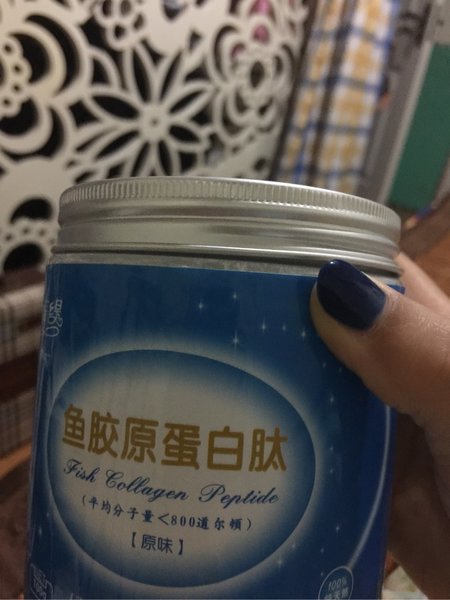 鱼胶原蛋白肽
Fish Collagen Peptide
(平均分子量<800道尔顿)
【原味】
100%